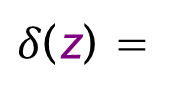 δ(z) =